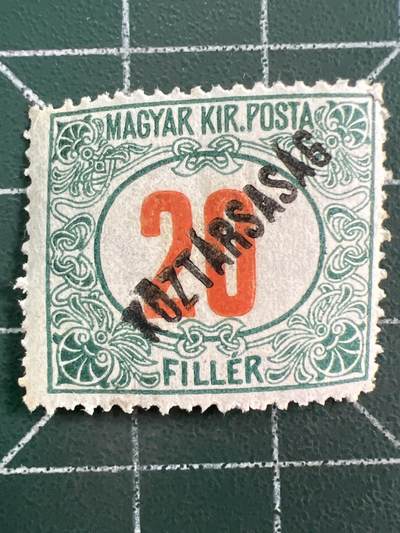 MAGYAR KIR. POSTA
20
KÖZTÁRSASÁG
FILLÉR